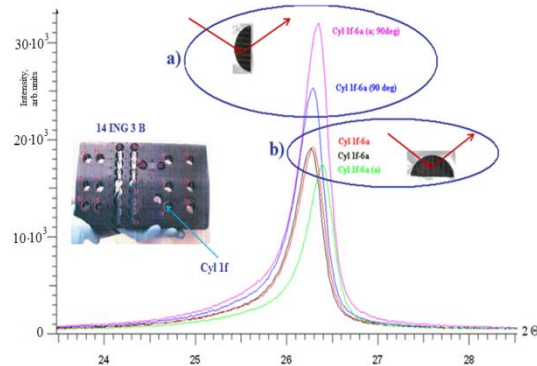 Intensity,
arb.units
30·10³
20·10³
10·10³
0
a)
Cyl 1f-6a (a; 90deg)
Cyl 1f-6a (90 deg)
b)
Cyl 1f-6a
Cyl 1f-6a
Cyl 1f-6a (a)
14 ING 3 B
Cyl 1f
24
25
26
27
28
2Θ